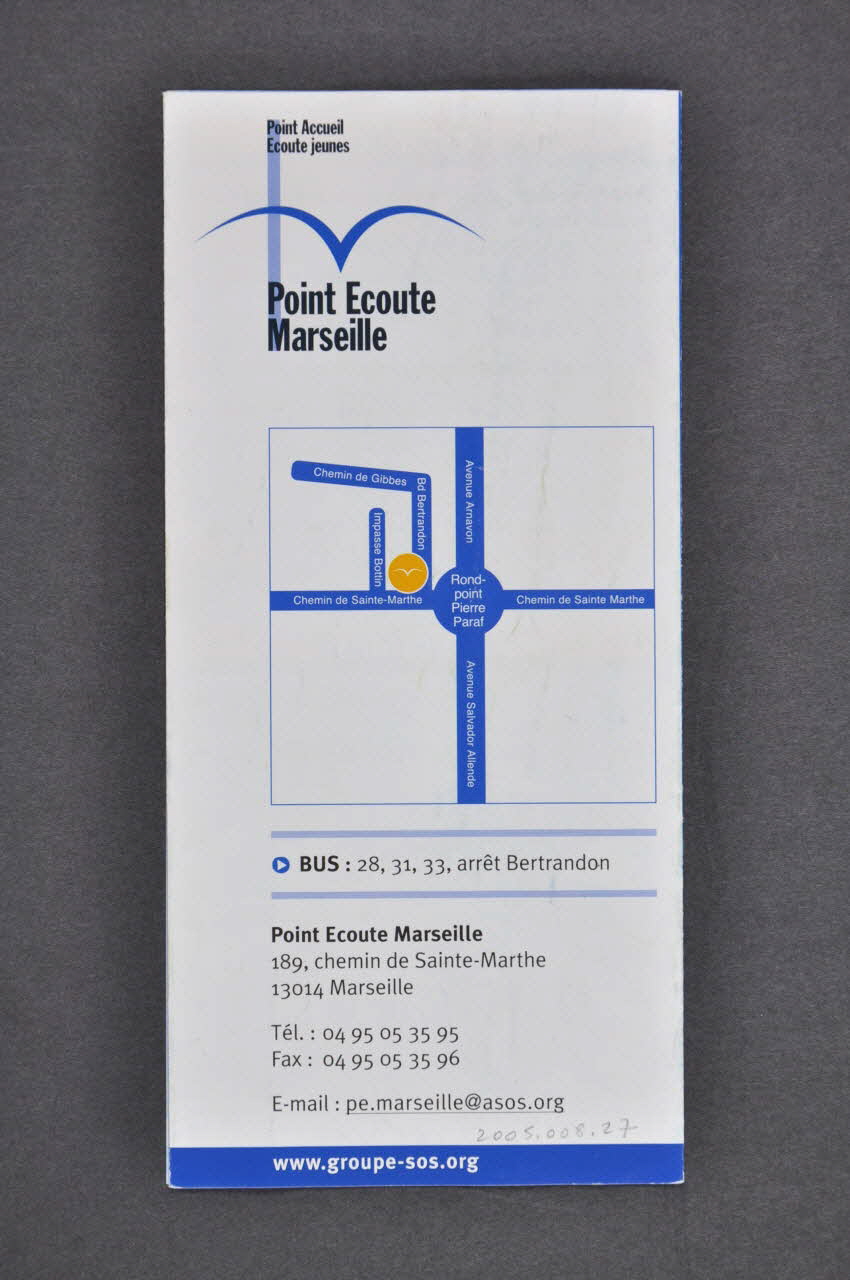 Point Accueil
Ecoute jeunes
Point Ecoute
Marseille
Chemin de Gibbes
Bd Bertrandon
Impasse Bottin
Avenue Arnavon
Chemin de Sainte-Marthe
Rond-
point
Pierre
Paraf
Chemin de Sainte Marthe
Avenue Salvador Allende
BUS : 28, 31, 33, arrêt Bertrandon
Point Ecoute Marseille
189, chemin de Sainte-Marthe
13014 Marseille
Tél. : 04 95 05 35 95
Fax : 04 95 05 35 96
E-mail : pe.marseille@asos.org
2005.008.27
www.groupe-sos.org